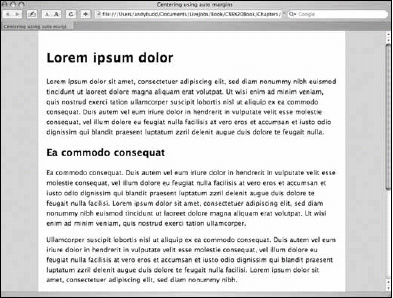 Centering using auto margins
Google
Centering using auto margi
Lorem ipsum dolor
Lorem ipsum dolor sit amet, consectetuer adipiscing elit, sed diam nonummy nibh euismod
tincidunt ut laoreet dolore magna aliquam erat volutpat. Ut wisi enim ad minim veniam,
quis nostrud exerci tation ullamcorper suscipit lobortis nisl ut aliquip ex ea commodo
consequat. Duis autem vel eum iriure dolor in hendrerit in vulputate velit esse molestie
consequat, vel illum dolore eu feugiat nulla facilisis at vero eros et accumsan et iusto odio
dignissim qui blandit praesent luptatum zzril delenit augue duis dolore te feugait nulla.
Ea commodo consequat
Ea commodo consequat. Duis autem vel eum iriure dolor in hendrerit in vulputate velit esse
molestie consequat, vel illum dolore eu feugiat nulla facilisis at vero eros et accumsan et
iusto odio dignissim qui blandit praesent luptatum zzril delenit augue duis dolore te
feugait nulla. Lorem ipsum dolor sit amet, consectetuer adipiscing elit, sed diam
nonummy nibh euismod tincidunt ut laoreet dolore magna aliquam erat volutpat. Ut wisi
enim ad minim veniam, quis nostrud exerci tation ullamcorper.
Ullamcorper suscipit lobortis nisl ut aliquip ex commodo consequat. Duis autem vel eum
iriure dolor in hendrerit in vulputate velit esse molestie consequat, vel illum dolore eu
feugiat nulla facilisis at vero eros et accumsan et iusto odio dignissim qui blandit
praesent luptatum zzril delenit augue duis dolore te feugait nulla. Lorem ipsum dolor sit
amet, consectetuer adipiscing elit, sed diam nonummy nibh.